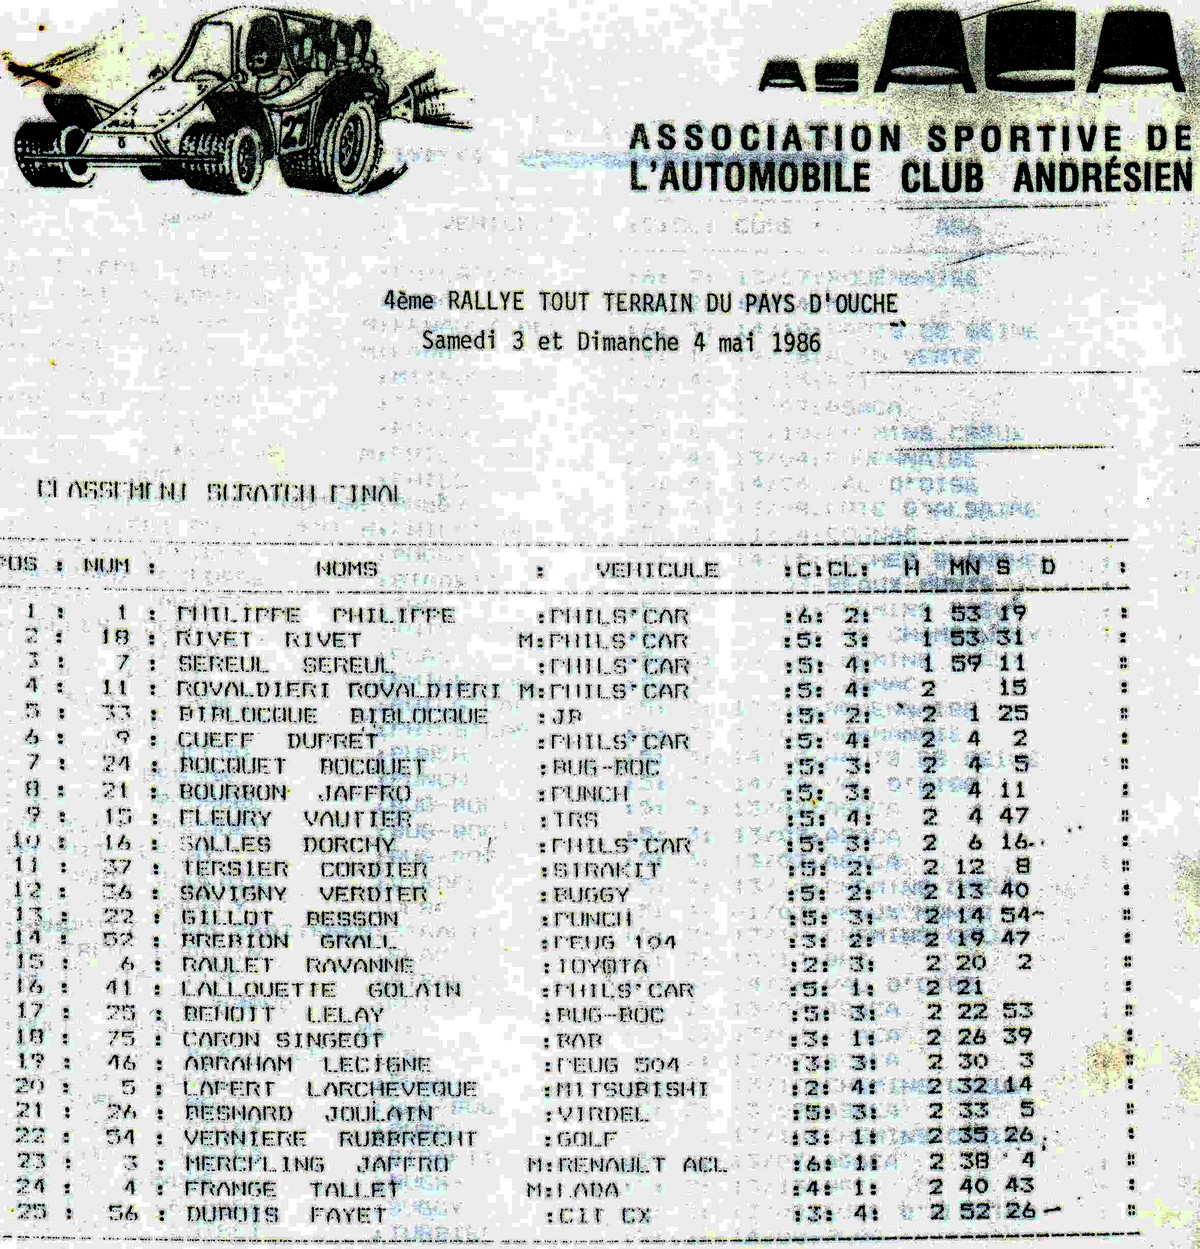 27
As ACA
ASSOCIATION SPORTIVE DE
L'AUTOMOBILE CLUB ANDRÉSIEN
4ème RALLYE TOUT TERRAIN DU PAYS D'OUCHE
Samedi 3 et Dimanche 4 mai 1986
CLASSEMENT SCRATCH FINAL
POS : NUM : NOMS : VEHICULE :C:CL: H MN S D :
1 : 1 : PHILIPPE PHILIPPE :PHILS'CAR :6: 2: 1 53 19 :
2 : 18 : RIVET RIVET M:PHILS'CAR :5: 3: 1 53 31 :
3 : 7 : SEREUL SEREUL :PHILS'CAR :5: 4: 1 59 11 :
4 : 11 : ROVALDIERI ROVALDIERI M:PHILS'CAR :5: 4: 2 15 :
5 : 33 : BIBLOCQUE BIBLOCQUE :JB :5: 2: 2 1 25 :
6 : 9 : CUEFF DUPRET :PHILS'CAR :5: 4: 2 4 2 :
7 : 24 : BOCQUET BOCQUET :BUG-BOC :5: 3: 2 4 5 :
8 : 21 : BOURBON JAFFRO :PUNCH :5: 3: 2 4 11 :
9 : 15 : FLEURY VAUTIER :TRS :5: 4: 2 4 47 :
10 : 16 : SALLES DORCHY :PHILS'CAR :5: 3: 2 6 16 :
11 : 37 : TERSIER CORDIER :SIRAKIT :5: 2: 2 12 8 :
12 : 36 : SAVIGNY VERDIER :BUGGY :5: 2: 2 13 40 :
13 : 22 : GILLOT BESSON :PUNCH :5: 3: 2 14 54 :
14 : 52 : BREBION GRALL :PEUG 104 :3: 2: 2 19 47 :
15 : 6 : RAULET RAVANNE :TOYOTA :2: 3: 2 20 2 :
16 : 41 : LALLOUETTE GOLAIN :PHILS'CAR :5: 1: 2 21 :
17 : 25 : BENOIT LELAY :BUG-BOC :5: 3: 2 22 53 :
18 : 75 : CARON SINGEOT :BAB :3: 1: 2 26 39 :
19 : 46 : ABRAHAM LECIGNE :PEUG 504 :3: 3: 2 30 3 :
20 : 5 : LAPERT LARCHEVEQUE :MITSUBISHI :2: 4: 2 32 14 :
21 : 26 : BESNARD JOULAIN :VIRDEL :5: 3: 2 33 5 :
22 : 54 : VERNIERE RUBBRECHT :GOLF :3: 1: 2 35 26 :
23 : 3 : MERCPLING JAFFRO M:RENAULT ACL :6: 1: 2 38 4 :
24 : 4 : FRANGE TALLET M:LADA :4: 1: 2 40 43 :
25 : 56 : DUBOIS FAYET :CIT CX :3: 4: 2 52 26 :